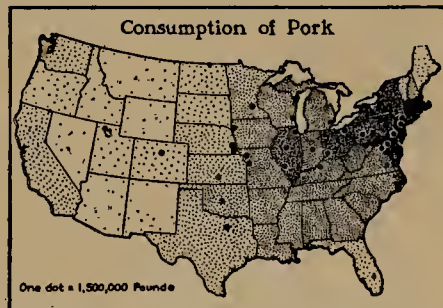 Consumption of Pork
One dot = 1,500,000 Pounds